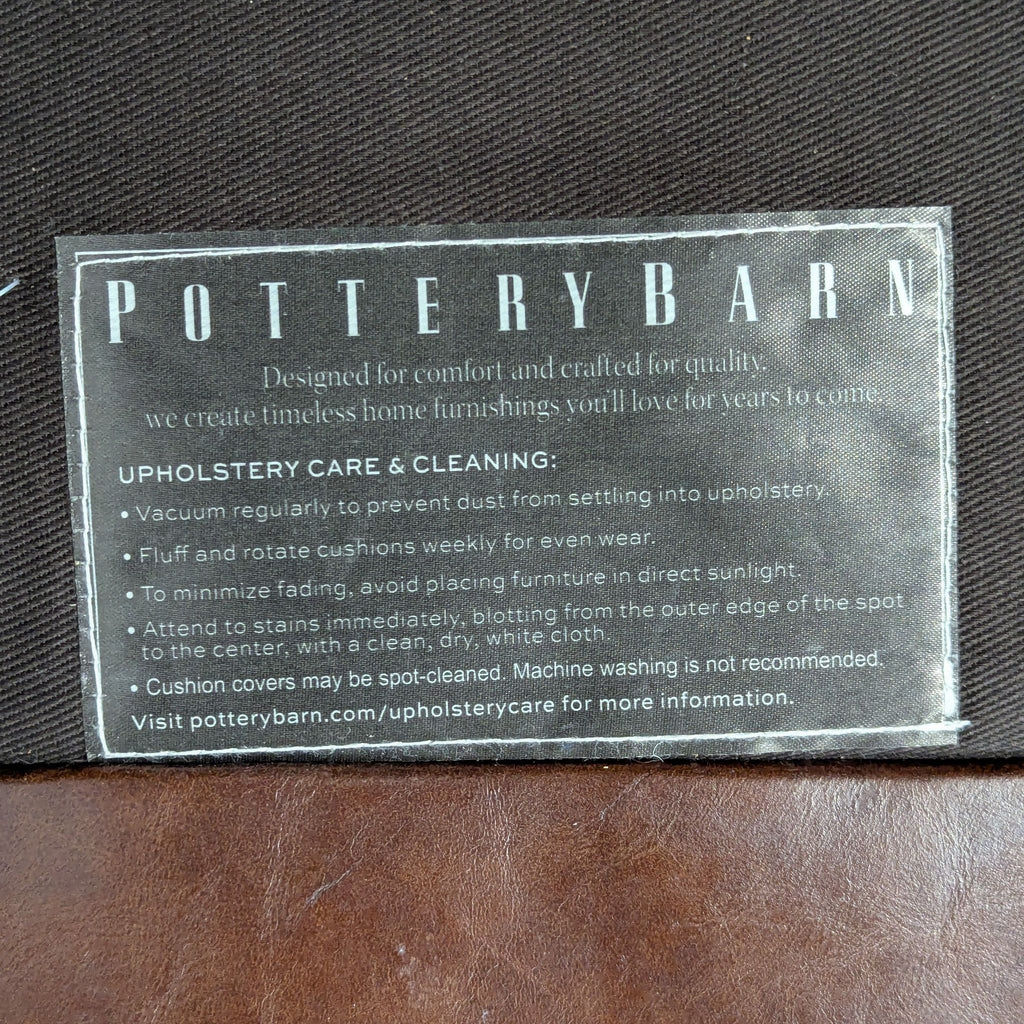 POTTERYBARN
Designed for comfort and crafted for quality,
we create timeless home furnishings you'll love for years to come.
UPHOLSTERY CARE & CLEANING:
• Vacuum regularly to prevent dust from settling into upholstery.
• Fluff and rotate cushions weekly for even wear.
• To minimize fading, avoid placing furniture in direct sunlight.
• Attend to stains immediately, blotting from the outer edge of the spot
to the center, with a clean, dry, white cloth.
• Cushion covers may be spot-cleaned. Machine washing is not recommended.
Visit potterybarn.com/upholsterycare for more information.